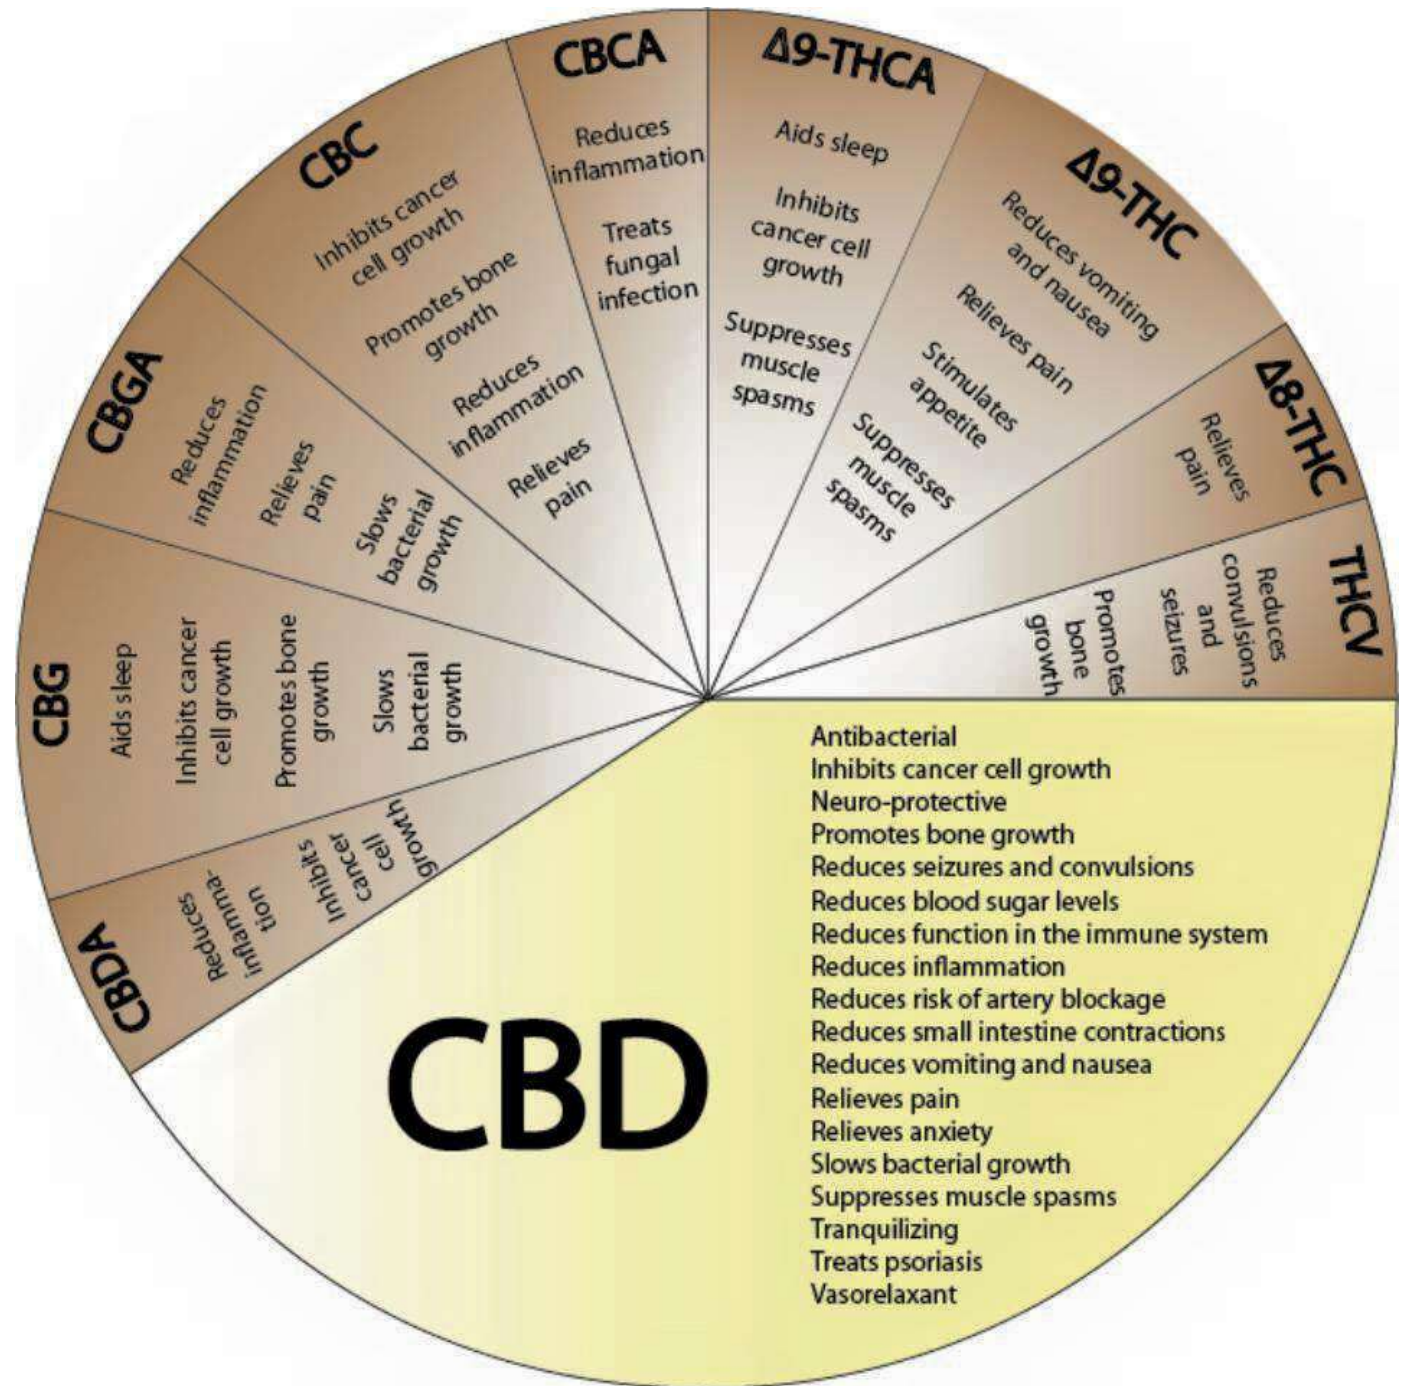 CBCA
Reduces
inflammation
Treats
fungal
infection
Δ9-THCA
Aids sleep
Inhibits
cancer cell
growth
Suppresses
muscle
spasms
Δ9-THC
Reduces vomiting
and nausea
Relieves pain
Stimulates
appetite
Suppresses
muscle
spasms
Δ8-THC
Relieves
pain
THCV
Reduces
convulsions
and
seizures
Promotes
bone
growth
CBD
Antibacterial
Inhibits cancer cell growth
Neuro-protective
Promotes bone growth
Reduces seizures and convulsions
Reduces blood sugar levels
Reduces function in the immune system
Reduces inflammation
Reduces risk of artery blockage
Reduces small intestine contractions
Reduces vomiting and nausea
Relieves pain
Relieves anxiety
Slows bacterial growth
Suppresses muscle spasms
Tranquilizing
Treats psoriasis
Vasorelaxant
CBDA
Reduces
inflamma-
tion
Inhibits
cancer
cell
growth
CBG
Aids sleep
Inhibits cancer
cell growth
Promotes bone
growth
Slows
bacterial
growth
CBGA
Reduces
inflammation
Relieves
pain
Slows
bacterial
growth
CBC
Inhibits cancer
cell growth
Promotes bone
growth
Reduces
inflammation
Relieves
pain